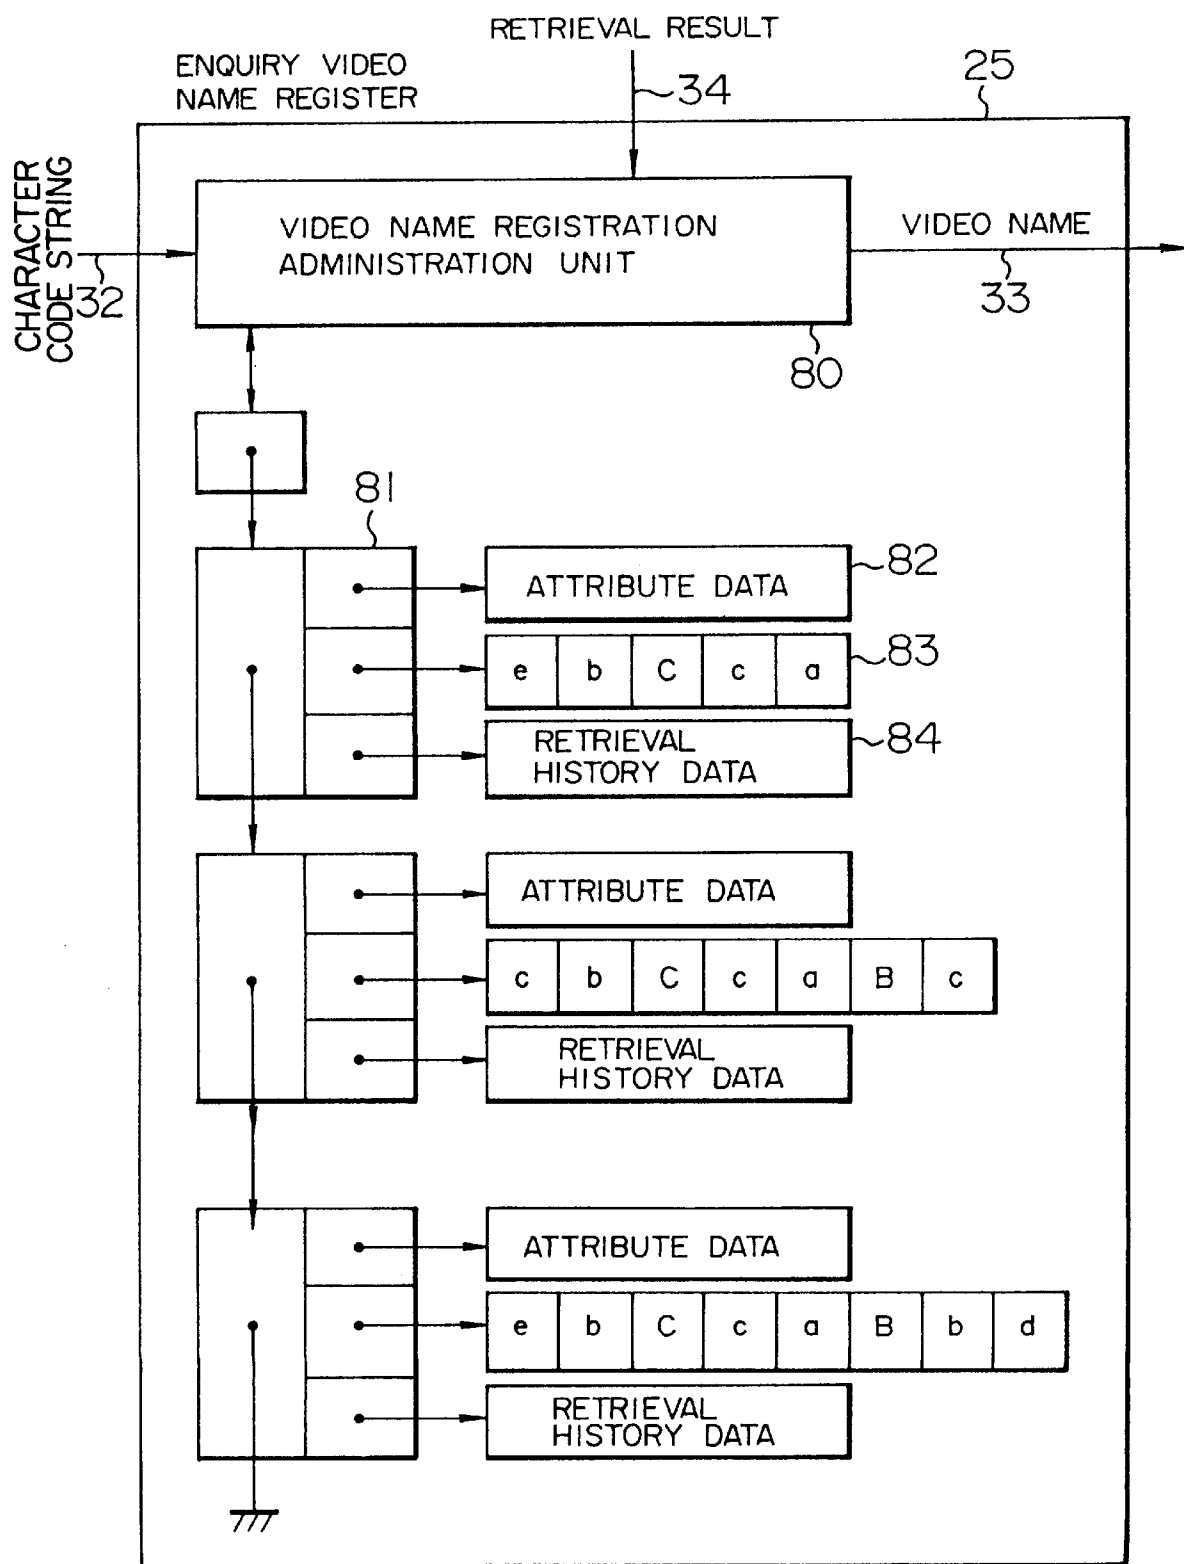 RETRIEVAL RESULT
ENQUIRY VIDEO
NAME REGISTER
34
25
CHARACTER
CODE STRING
32
VIDEO NAME REGISTRATION
ADMINISTRATION UNIT
VIDEO NAME
33
80
81
ATTRIBUTE DATA
82
e b C c a
83
RETRIEVAL
HISTORY DATA
84
ATTRIBUTE DATA
c b C c a B c
RETRIEVAL
HISTORY DATA
ATTRIBUTE DATA
e b C c a B b d
RETRIEVAL
HISTORY DATA